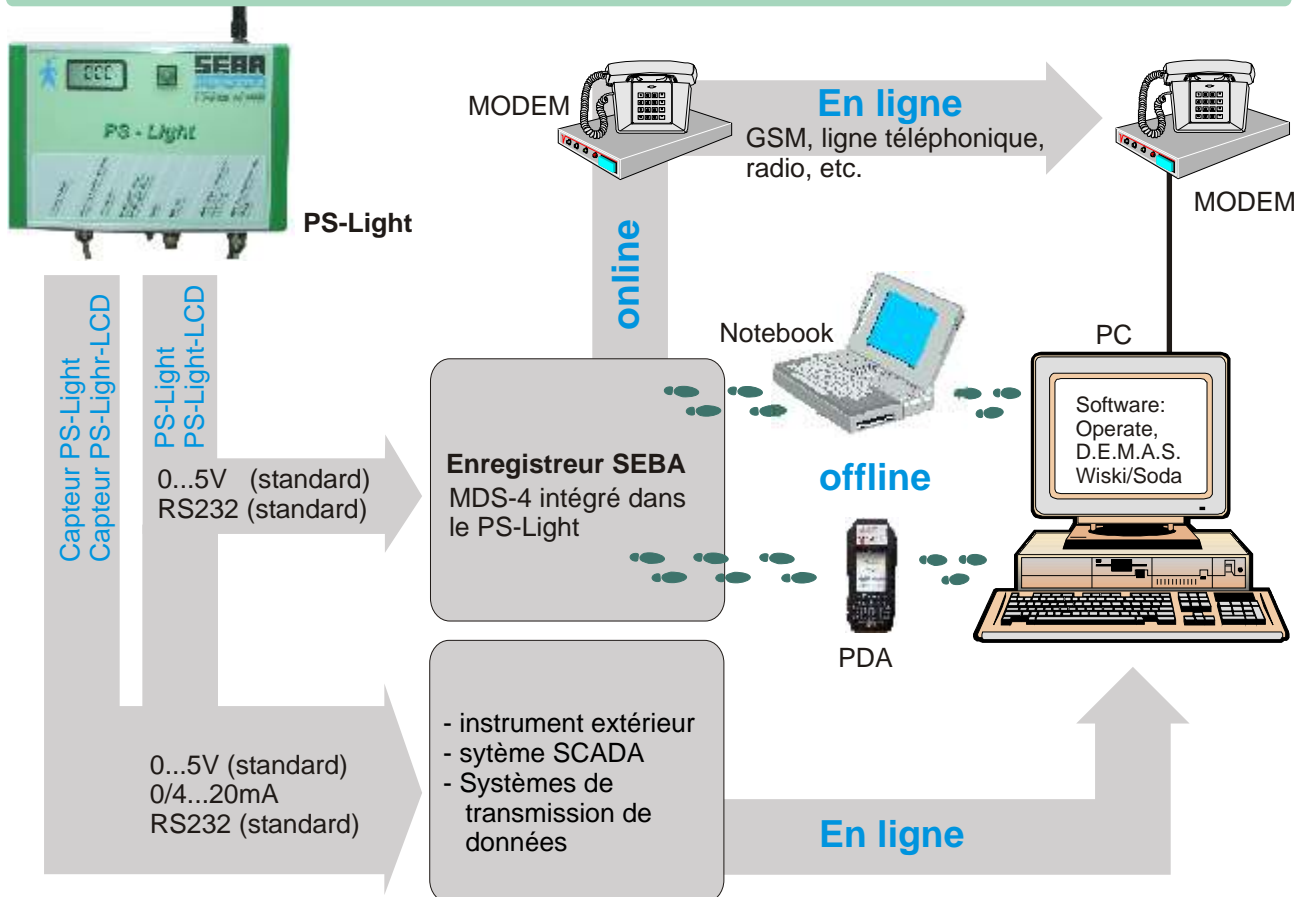 SEBA
PS - Light
PS-Light
MODEM
En ligne
GSM, ligne téléphonique,
radio, etc.
MODEM
online
Capteur PS-Light
Capteur PS-Lighr-LCD
PS-Light
PS-Light-LCD
0...5V (standard)
RS232 (standard)
Enregistreur SEBA
MDS-4 intégré dans
le PS-Light
Notebook
offline
PDA
PC
Software:
Operate,
D.E.M.A.S.
Wiski/Soda
0...5V (standard)
0/4...20mA
RS232 (standard)
- instrument extérieur
- sytème SCADA
- Systèmes de
transmission de
données
En ligne